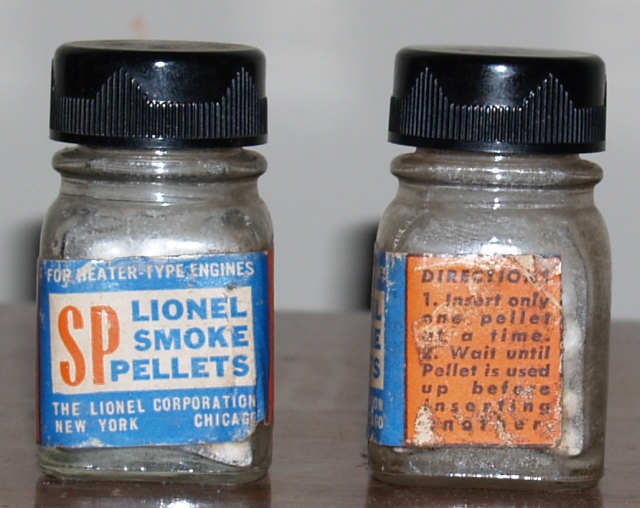 FOR HEATER-TYPE ENGINES
SP
LIONEL
SMOKE
PELLETS
THE LIONEL CORPORATION
NEW YORK CHICAGO
DIRECTIONS
1. Insert only
one pellet
at a time.
2. Wait until
Pellet is used
up before
inserting
another.
L
E
S